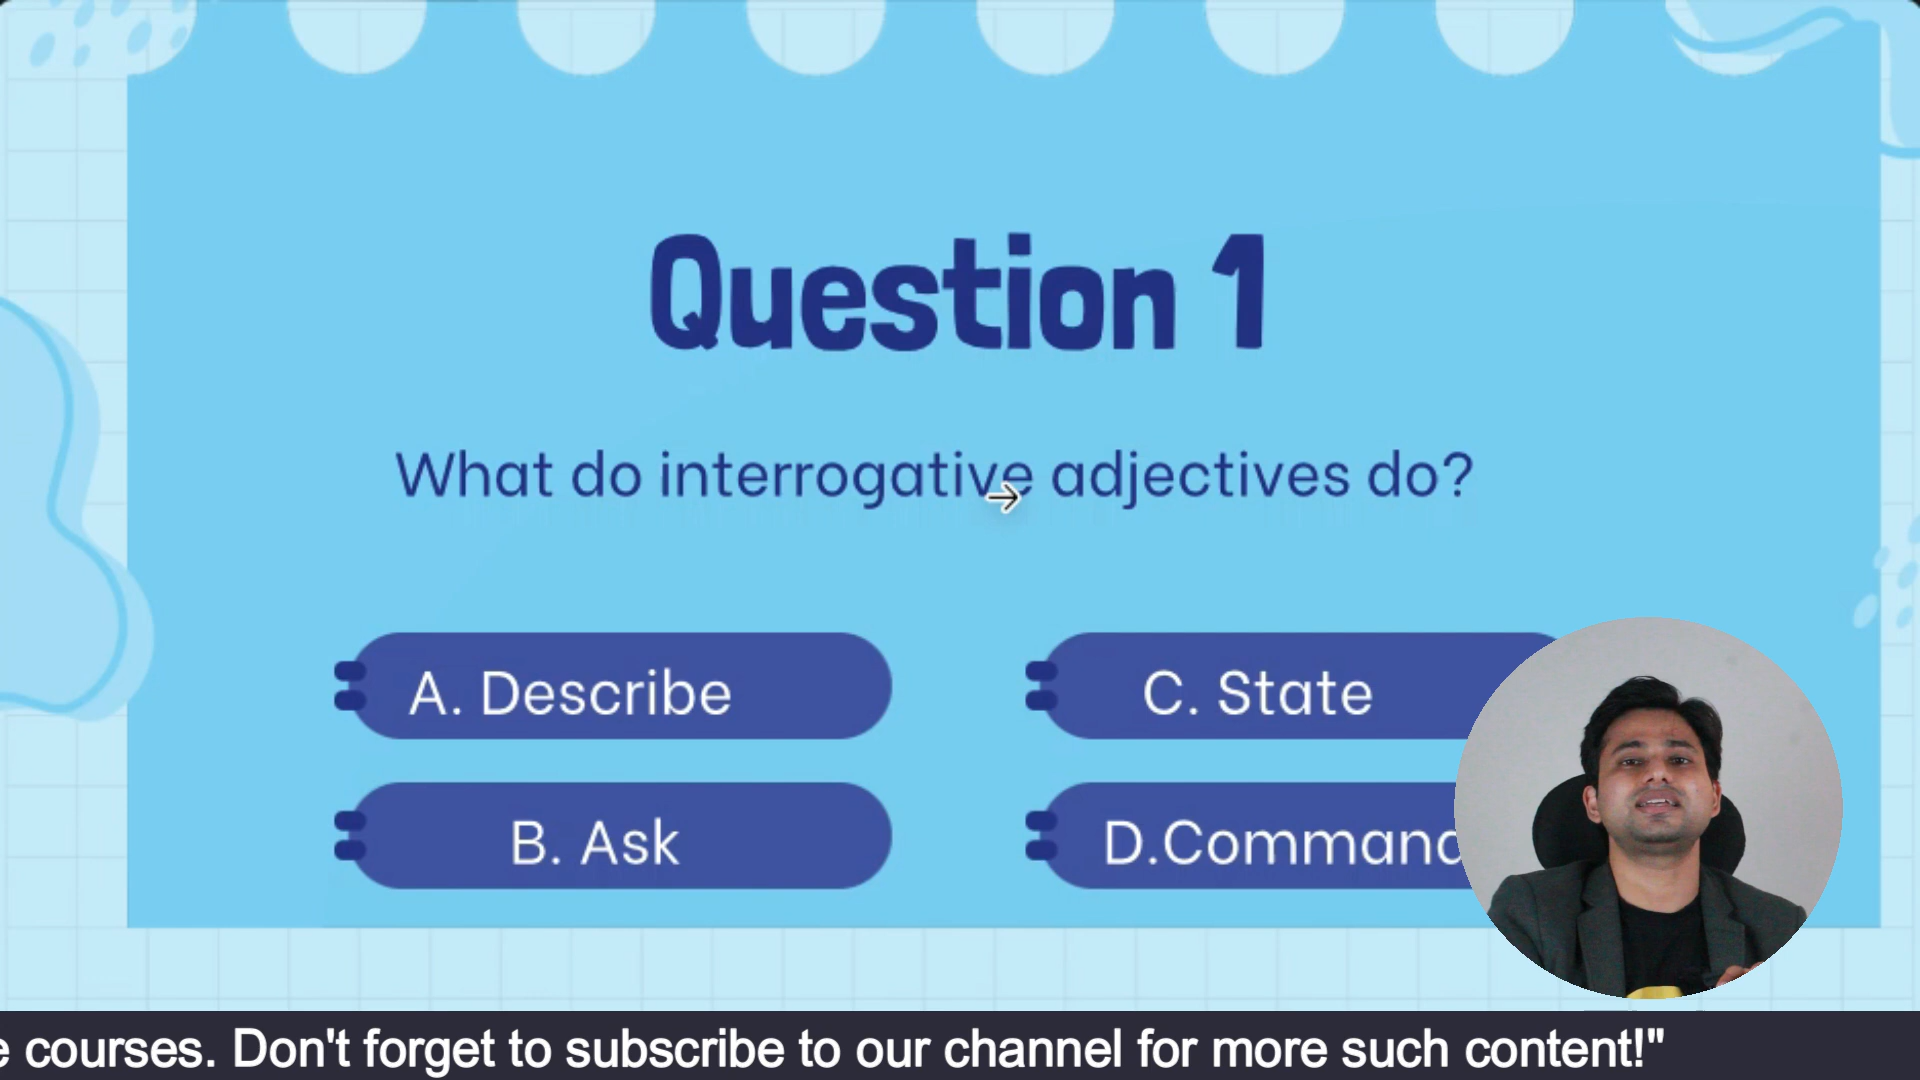 Question 1
What do interrogative adjectives do?
A. Describe
B. Ask
C. State
D.Command
e courses. Don't forget to subscribe to our channel for more such content!"